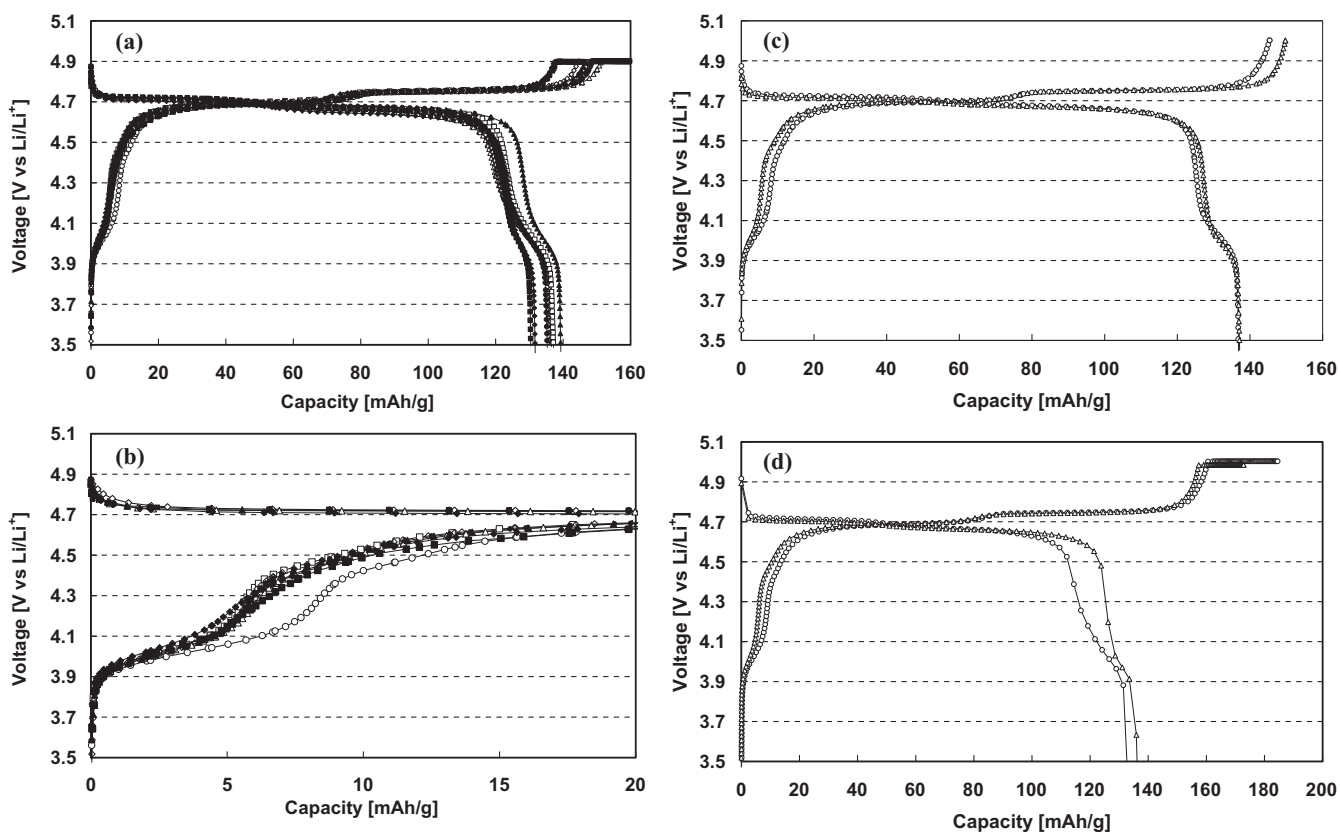 (a)
5.1
4.9
4.7
4.5
4.3
4.1
3.9
3.7
3.5
Voltage [V vs Li/Li+]
0 20 40 60 80 100 120 140 160
Capacity [mAh/g]
(c)
5.1
4.9
4.7
4.5
4.3
4.1
3.9
3.7
3.5
Voltage [V vs Li/Li+]
0 20 40 60 80 100 120 140 160
Capacity [mAh/g]
(b)
5.1
4.9
4.7
4.5
4.3
4.1
3.9
3.7
3.5
Voltage [V vs Li/Li+]
0 5 10 15 20
Capacity [mAh/g]
(d)
5.1
4.9
4.7
4.5
4.3
4.1
3.9
3.7
3.5
Voltage [V vs Li/Li+]
0 20 40 60 80 100 120 140 160 180 200
Capacity [mAh/g]